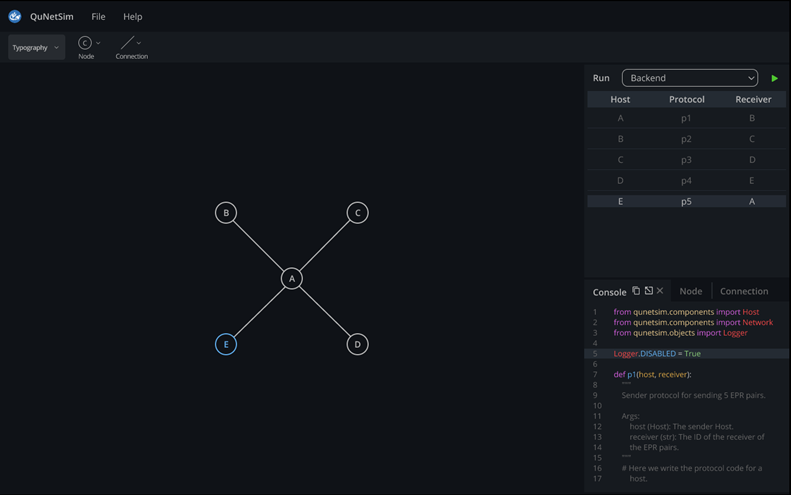 QuNetSim File Help
Typography
C
Node Connection
Run Backend
Host Protocol Receiver
A p1 B
B p2 C
C p3 D
D p4 E
E p5 A
B C
A
E D
Console Node Connection
1 from qunetsim.components import Host
2 from qunetsim.components import Network
3 from qunetsim.objects import Logger
4
5 Logger.DISABLED = True
6
7 def p1(host, receiver):
8 """
9 Sender protocol for sending 5 EPR pairs.
10
11 Args:
12 host (Host): The sender Host.
13 receiver (str): The ID of the receiver of
14 the EPR pairs.
15 """
16 # Here we write the protocol code for a
17 host.